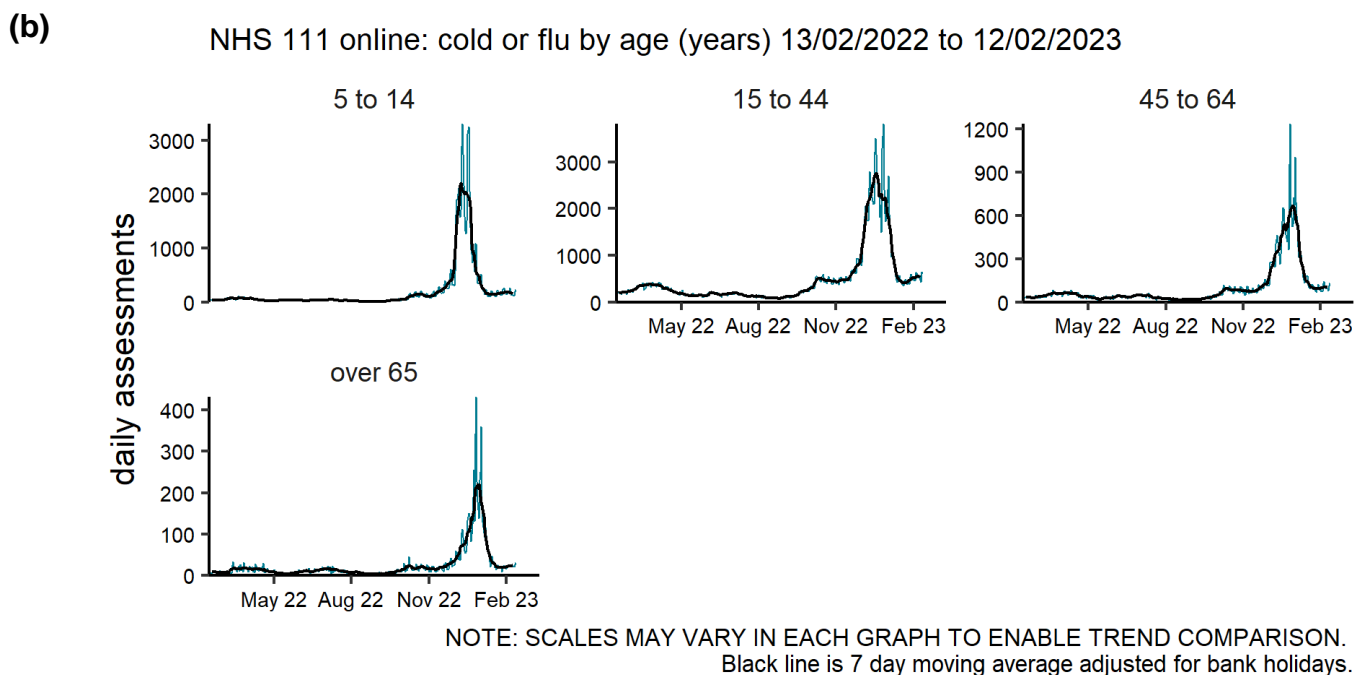 (b)
NHS 111 online: cold or flu by age (years) 13/02/2022 to 12/02/2023
daily assessments
5 to 14
3000
2000
1000
0
15 to 44
3000
2000
1000
0
May 22 Aug 22 Nov 22 Feb 23
45 to 64
1200
900
600
300
0
May 22 Aug 22 Nov 22 Feb 23
over 65
400
300
200
100
0
May 22 Aug 22 Nov 22 Feb 23
NOTE: SCALES MAY VARY IN EACH GRAPH TO ENABLE TREND COMPARISON.
Black line is 7 day moving average adjusted for bank holidays.